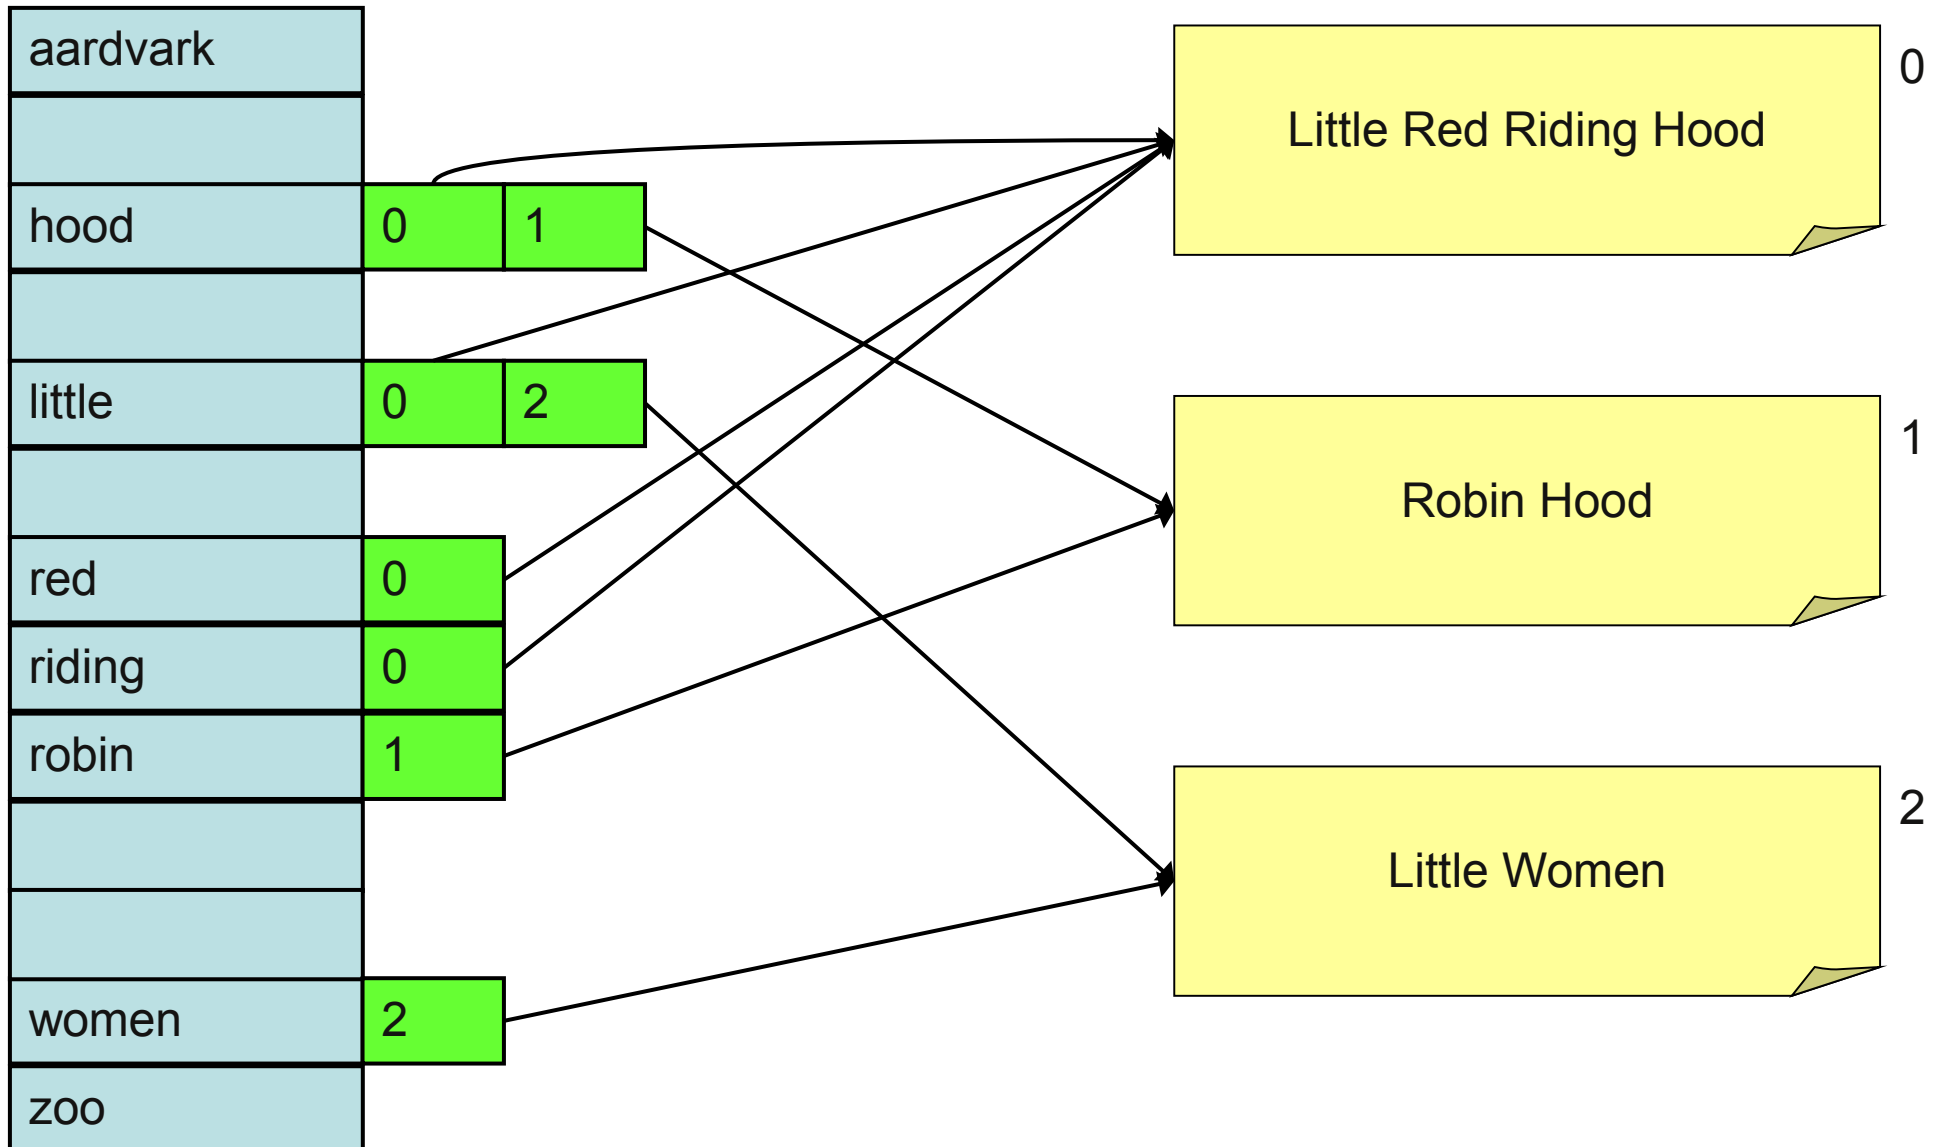 aardvark
hood 0 1
little 0 2
red 0
riding 0
robin 1
women 2
zoo
Little Red Riding Hood 0
Robin Hood 1
Little Women 2